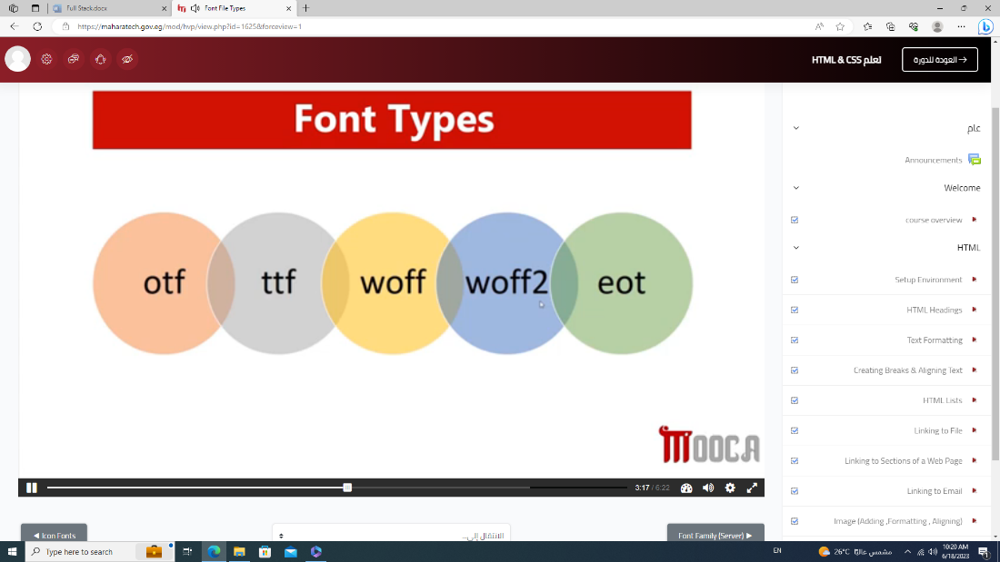 Full Stack.docx
Font File Types
https://maharatech.gov.eg/mod/hvp/view.php?id=1625&forceview=1
تعلم HTML & CSS
العودة للدورة
Font Types
otf
ttf
woff
woff2
eot
MOOCA
3:17 / 6:22
Icon Fonts
الانتقال إلى...
Font Family (Server)
عام
Announcements
Welcome
course overview
HTML
Setup Environment
HTML Headings
Text Formatting
Creating Breaks & Aligning Text
HTML Lists
Linking to File
Linking to Sections of a Web Page
Linking to Email
Image (Adding ,Formatting , Aligning)
Type here to search
EN
26°C مشمس غالبًا
10:20 AM
6/18/2023